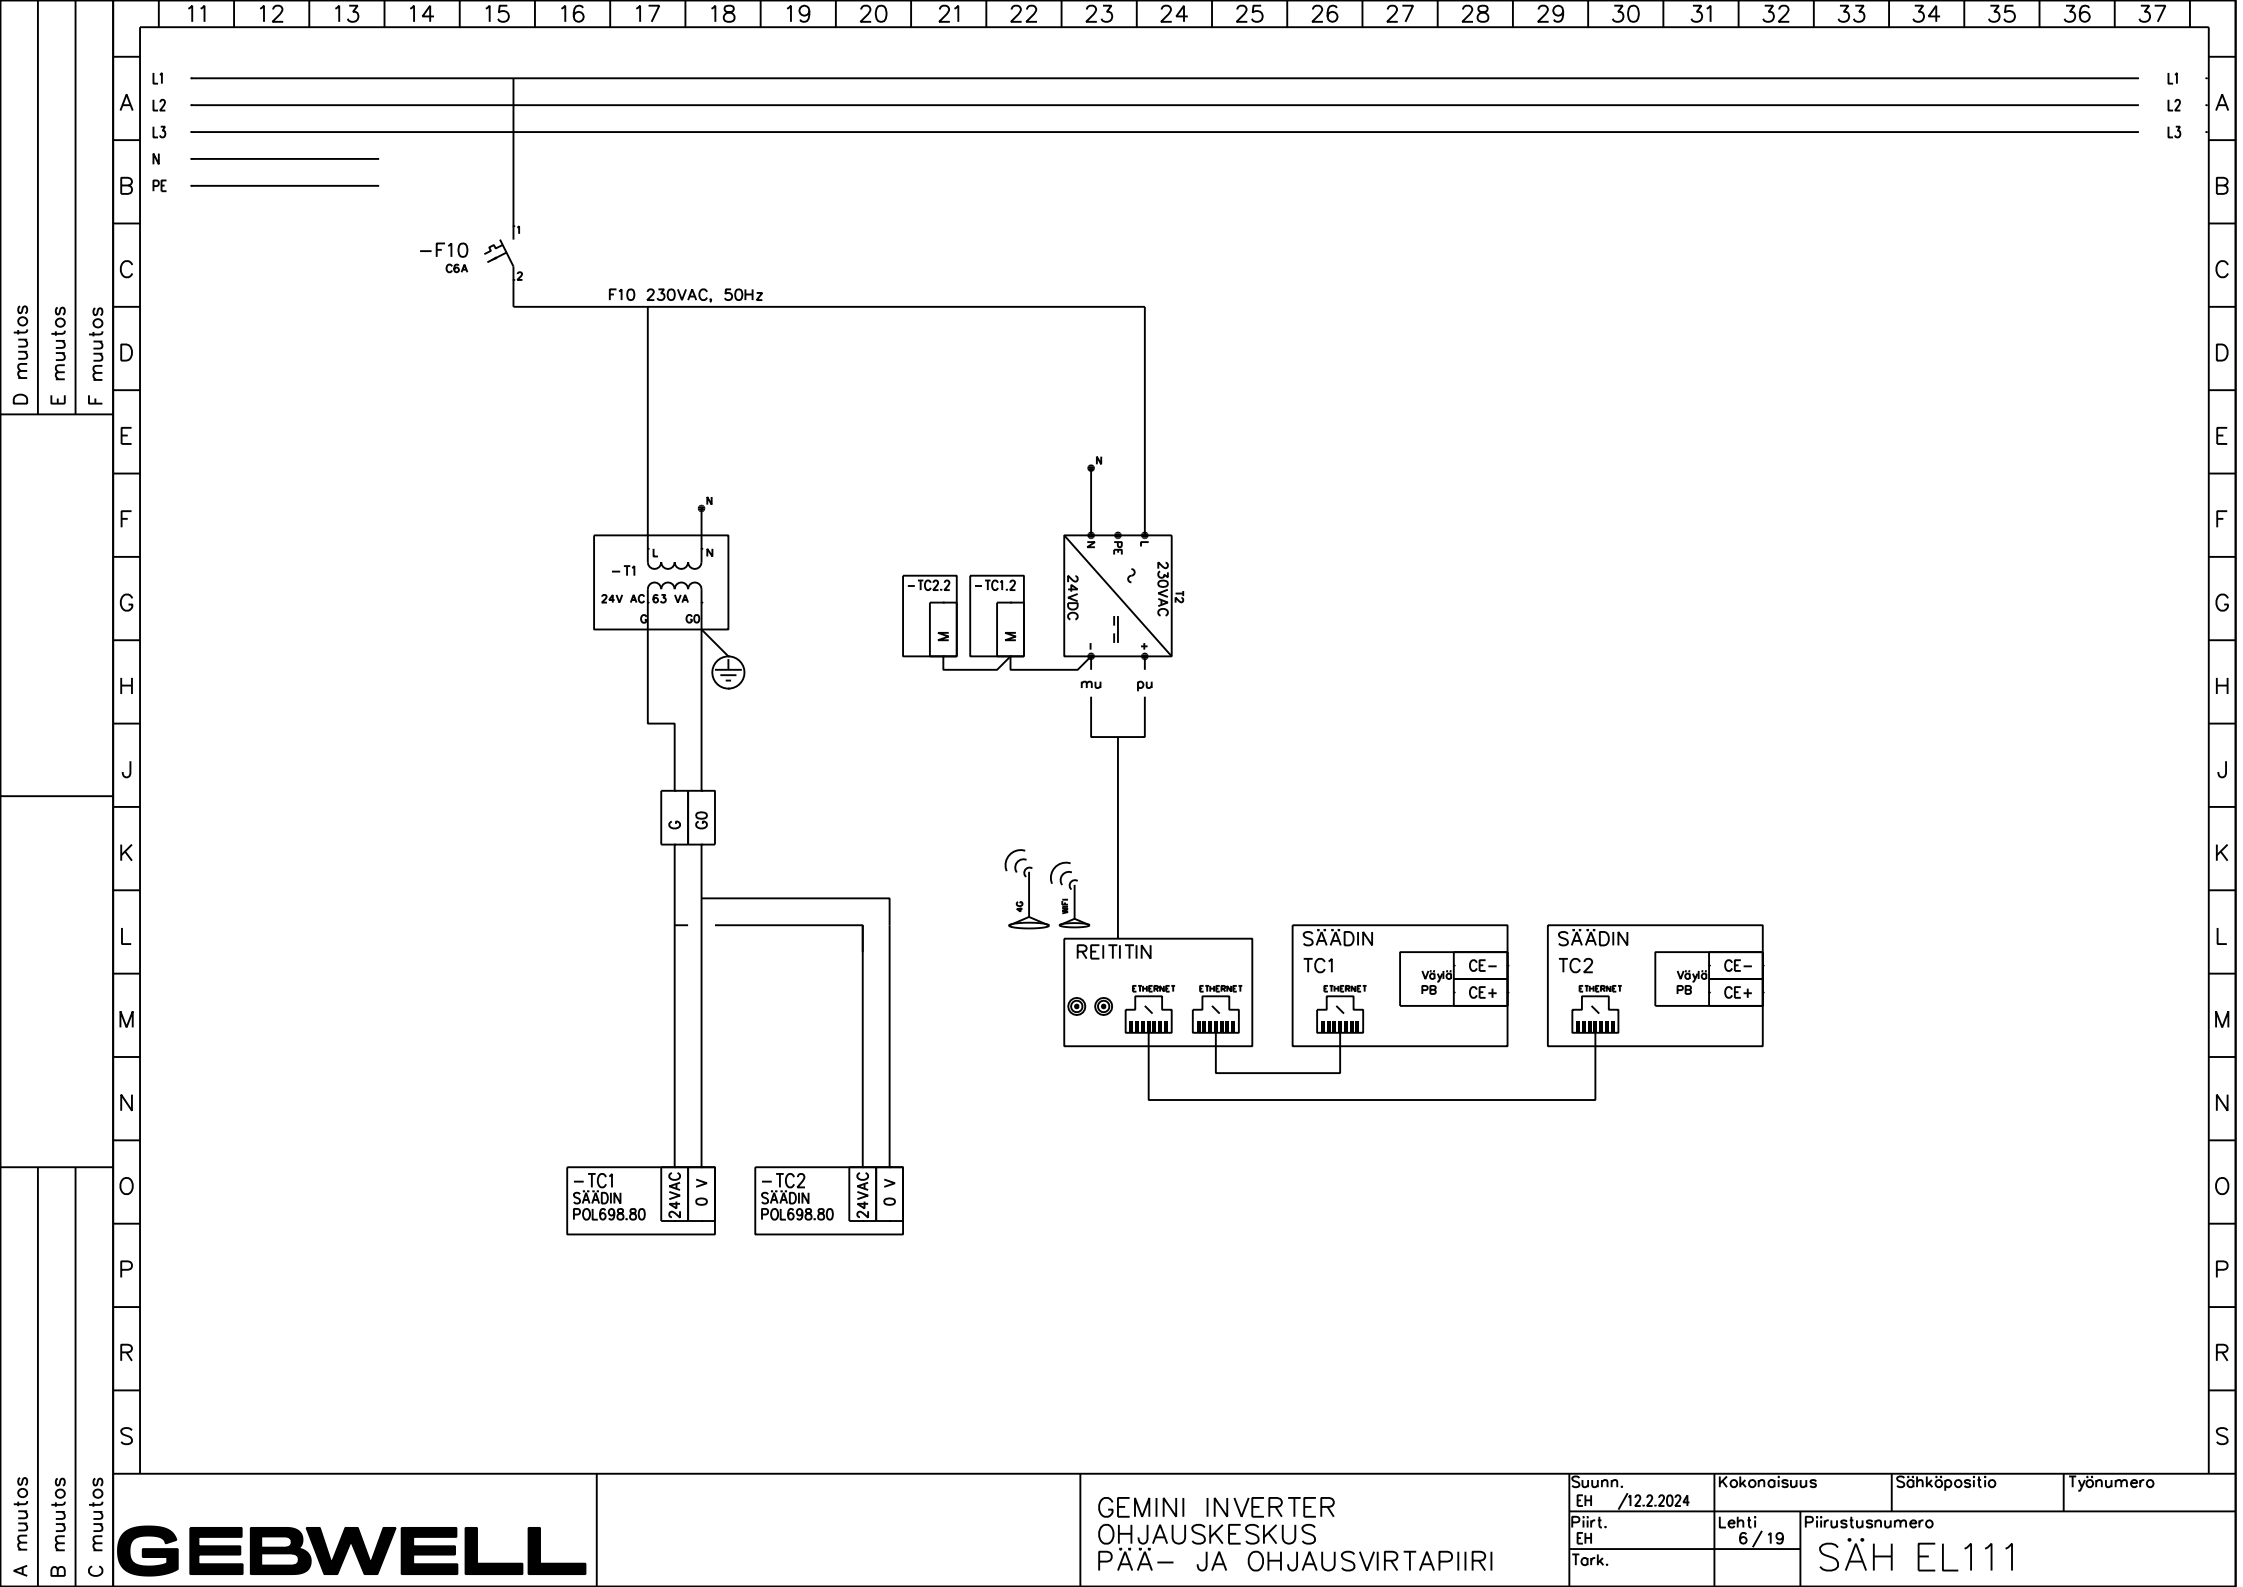 11 12 13 14 15 16 17 18 19 20 21 22 23 24 25 26 27 28 29 30 31 32 33 34 35 36 37
L1 L1
A L2 L2 A
L3 L3
N
B PE B
1
-F10
C6A
C 2 C
F10 230VAC, 50Hz
D muutos
E muutos
F muutos
D D
E E
N
N
F F
L N
-T1
24V AC 63 VA
G G0
N PE L
24VDC
230VAC
T2
- +
-TC2.2
M
-TC1.2
M
G G
mu pu
H H
J J
G G0
K K
4G
WIFI
L L
REITITIN
ETHERNET ETHERNET
SÄÄDIN
TC1
ETHERNET
Väylä
PB
CE-
CE+
SÄÄDIN
TC2
ETHERNET
Väylä
PB
CE-
CE+
M M
N N
-TC1
SÄÄDIN
POL698.80
24VAC
0 V
-TC2
SÄÄDIN
POL698.80
24VAC
0 V
O O
P P
R R
S S
A muutos
B muutos
C muutos
GEBWELL
GEMINI INVERTER
OHJAUSKESKUS
PÄÄ- JA OHJAUSVIRTAPIIRI
Suunn.
EH /12.2.2024
Kokonaisuus
Sähköpositio
Työnumero
Piirt.
EH
Lehti
6/19
Piirustusnumero
SÄH EL111
Tark.